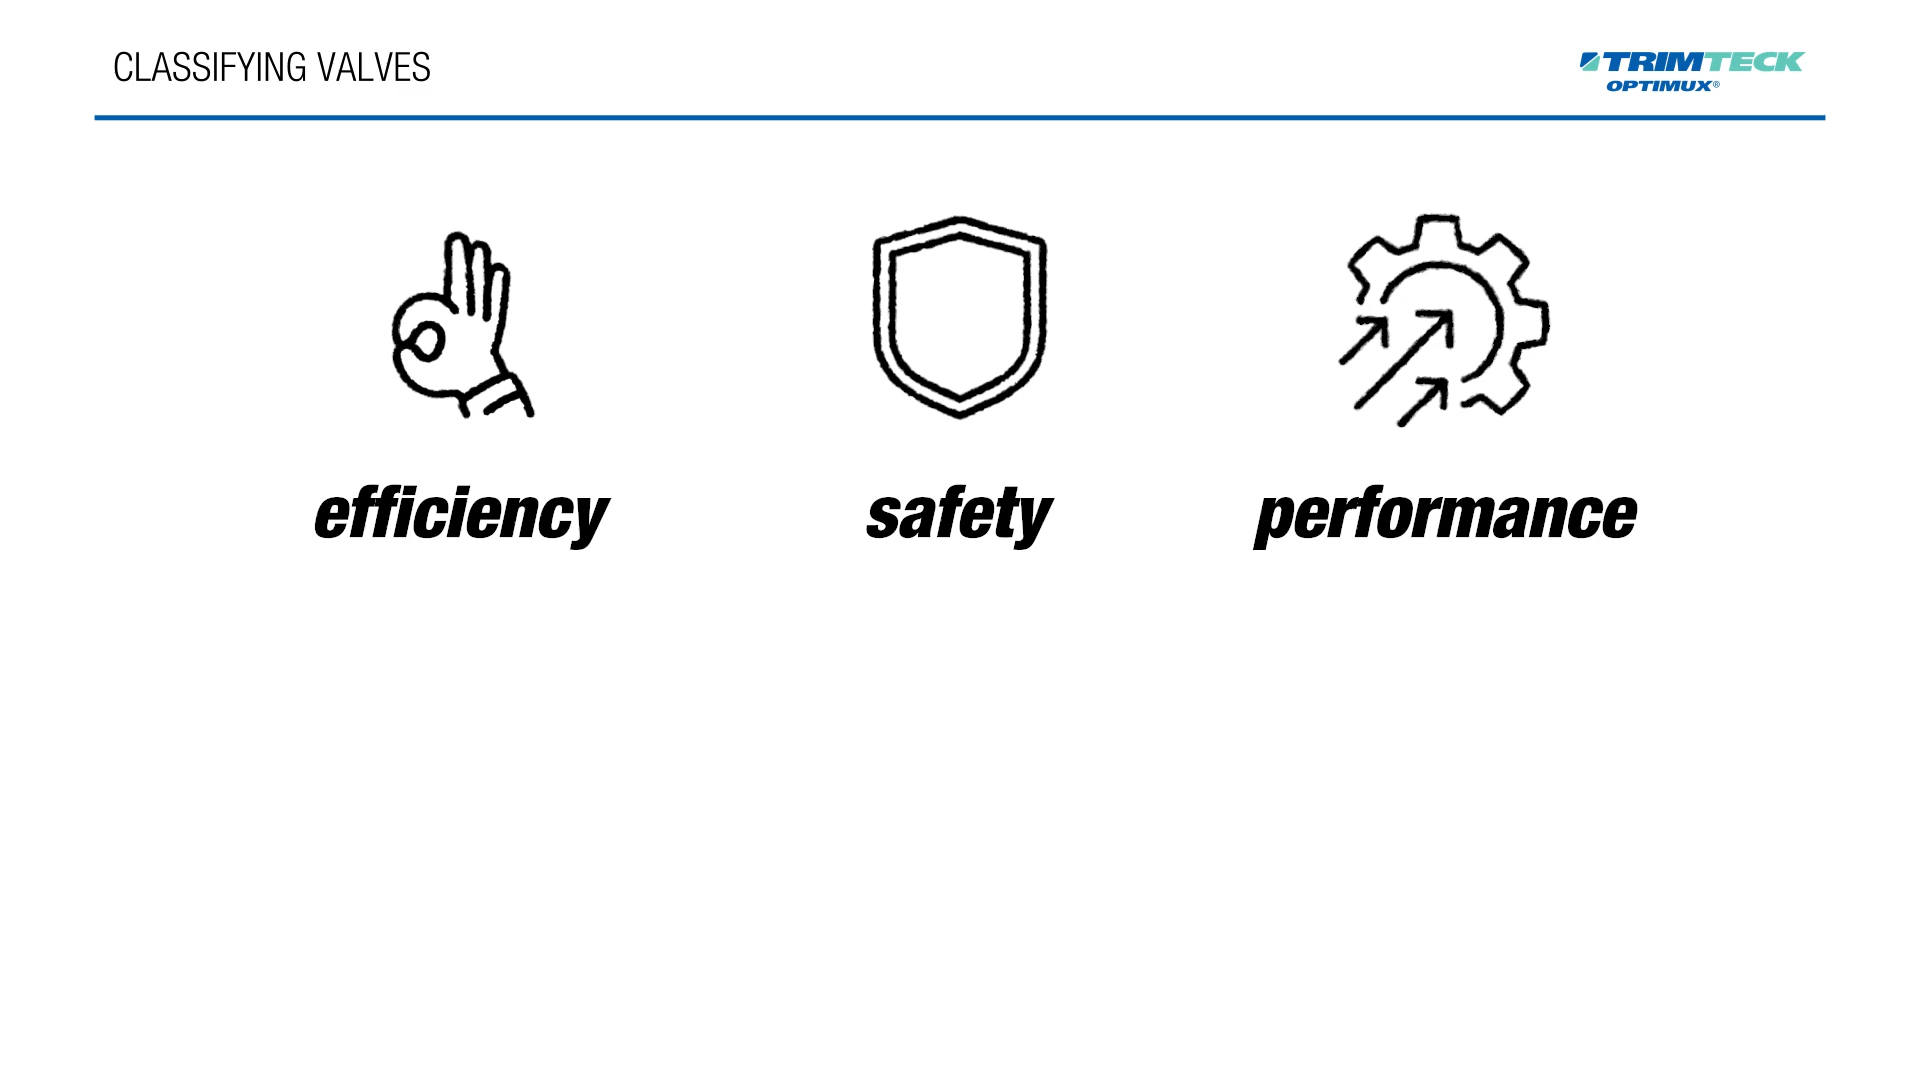 CLASSIFYING VALVES
TRIMTECK
OPTIMUX®
efficiency
safety
performance